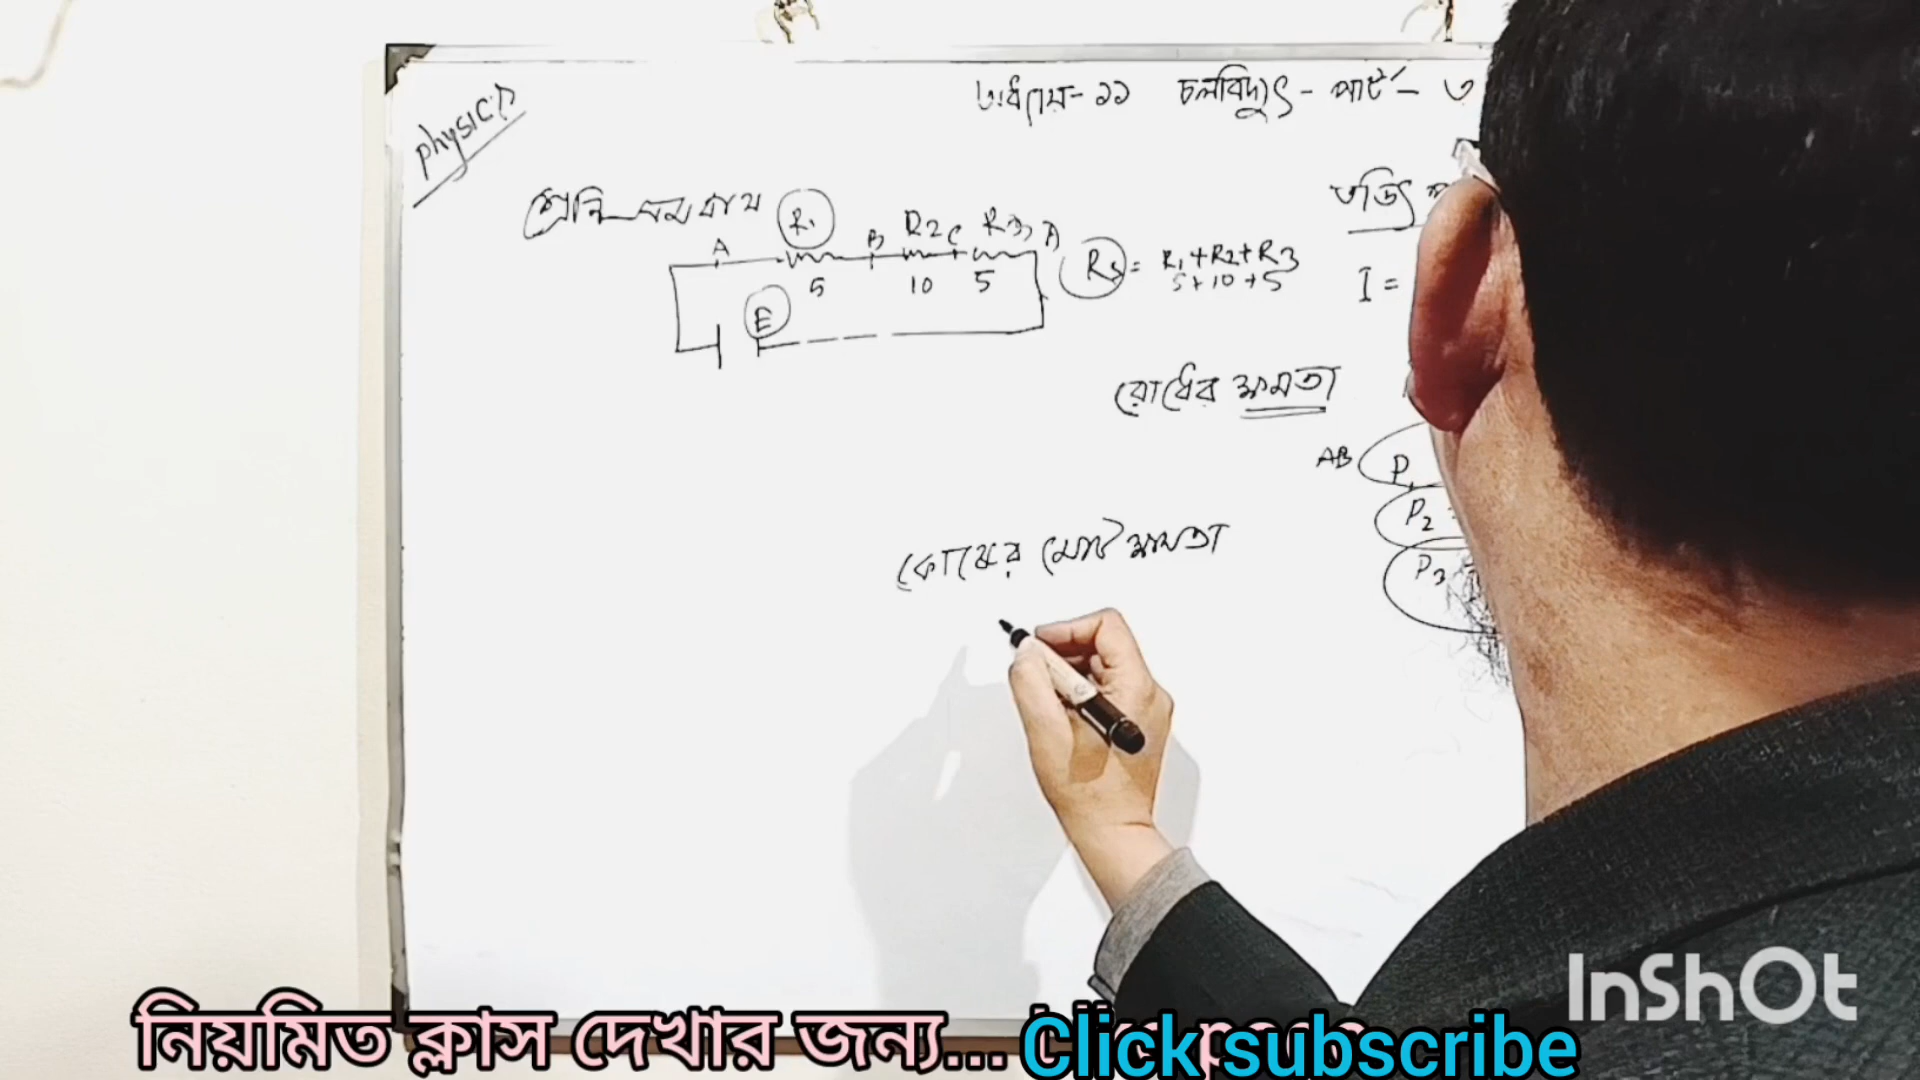 physics
অধ্যায়-১১ চলবিদ্যুৎ - পার্ট - ৩
শ্রেনি সমবায়
A R₁ B R2 C R3 D
5 10 5
E
Rs = R₁+R2+R3
5+10+5
তড়িৎ
I =
রোধের ক্ষমতা
AB P₁
P2
P3
কোষের মোট ক্ষমতা
নিয়মিত ক্লাস দেখার জন্য...
Click subscribe
InShOt